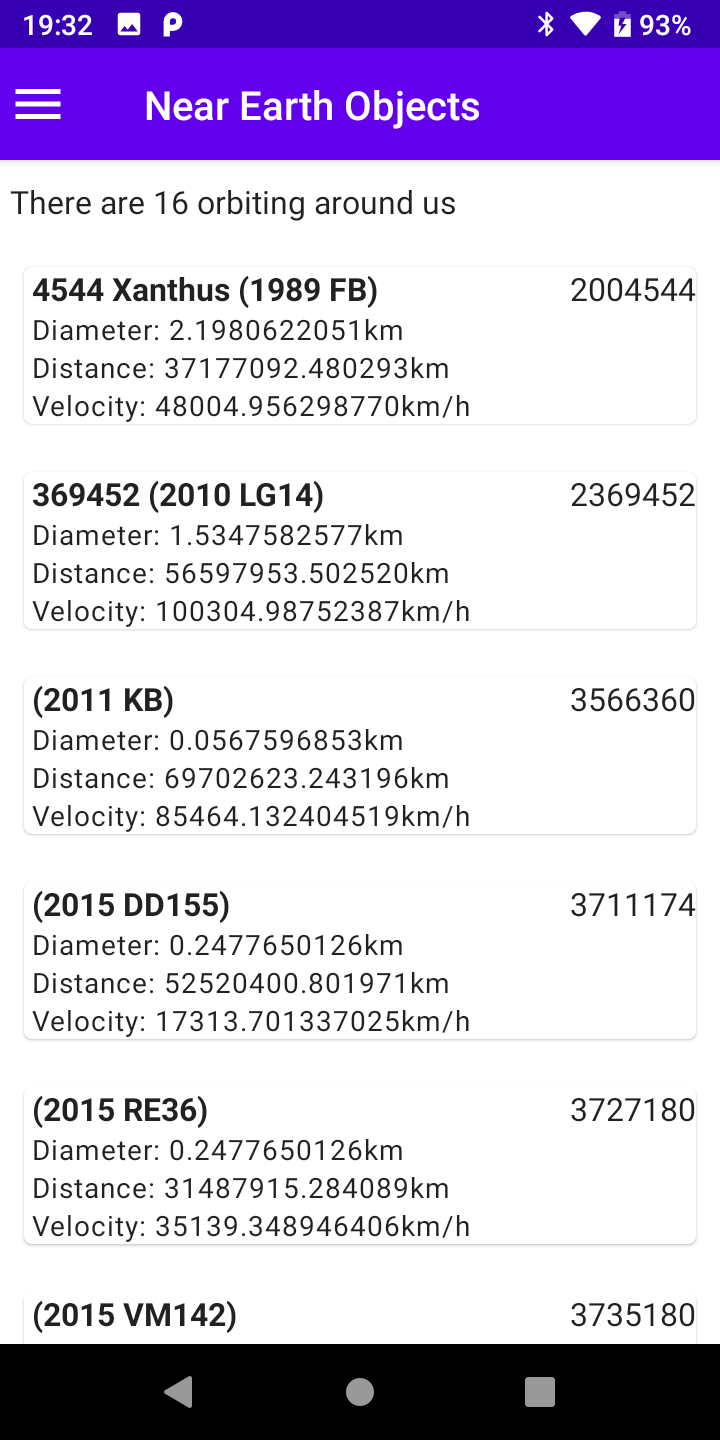 19:32 93%
Near Earth Objects
There are 16 orbiting around us
4544 Xanthus (1989 FB) 2004544
Diameter: 2.1980622051km
Distance: 37177092.480293km
Velocity: 48004.956298770km/h
369452 (2010 LG14) 2369452
Diameter: 1.5347582577km
Distance: 56597953.502520km
Velocity: 100304.98752387km/h
(2011 KB) 3566360
Diameter: 0.0567596853km
Distance: 69702623.243196km
Velocity: 85464.132404519km/h
(2015 DD155) 3711174
Diameter: 0.2477650126km
Distance: 52520400.801971km
Velocity: 17313.701337025km/h
(2015 RE36) 3727180
Diameter: 0.2477650126km
Distance: 31487915.284089km
Velocity: 35139.348946406km/h
(2015 VM142) 3735180